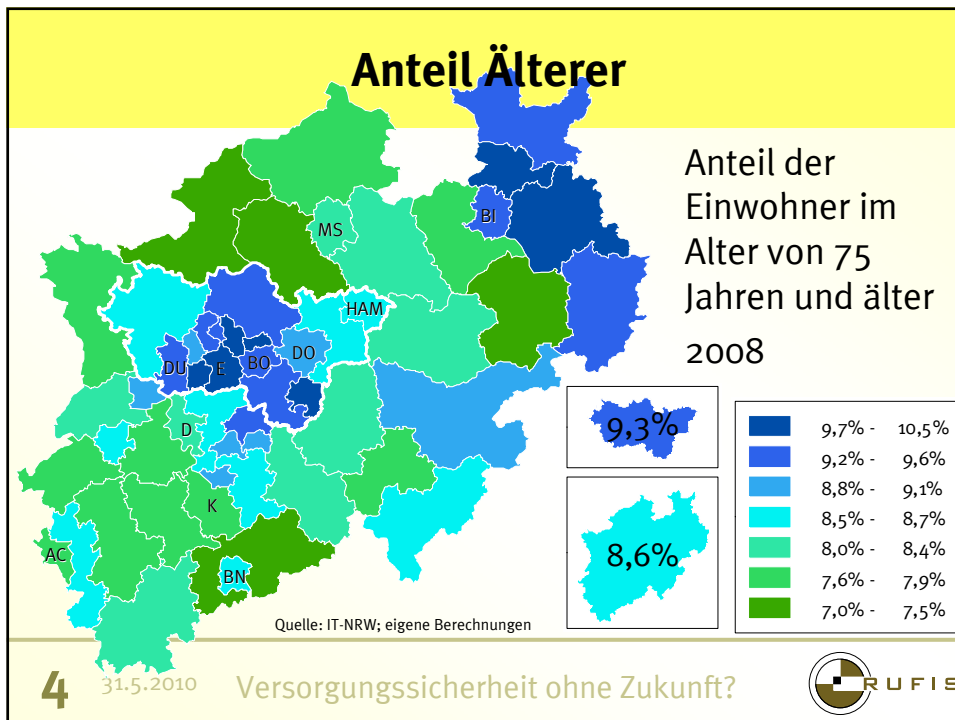 Anteil Älterer
Anteil der
Einwohner im
Alter von 75
Jahren und älter
2008
BI
MS
HAM
DU
E
BO
DO
D
K
AC
BN
9,3%
8,6%
9,7% - 10,5%
9,2% - 9,6%
8,8% - 9,1%
8,5% - 8,7%
8,0% - 8,4%
7,6% - 7,9%
7,0% - 7,5%
Quelle: IT-NRW; eigene Berechnungen
4 31.5.2010 Versorgungssicherheit ohne Zukunft?
RUFIS